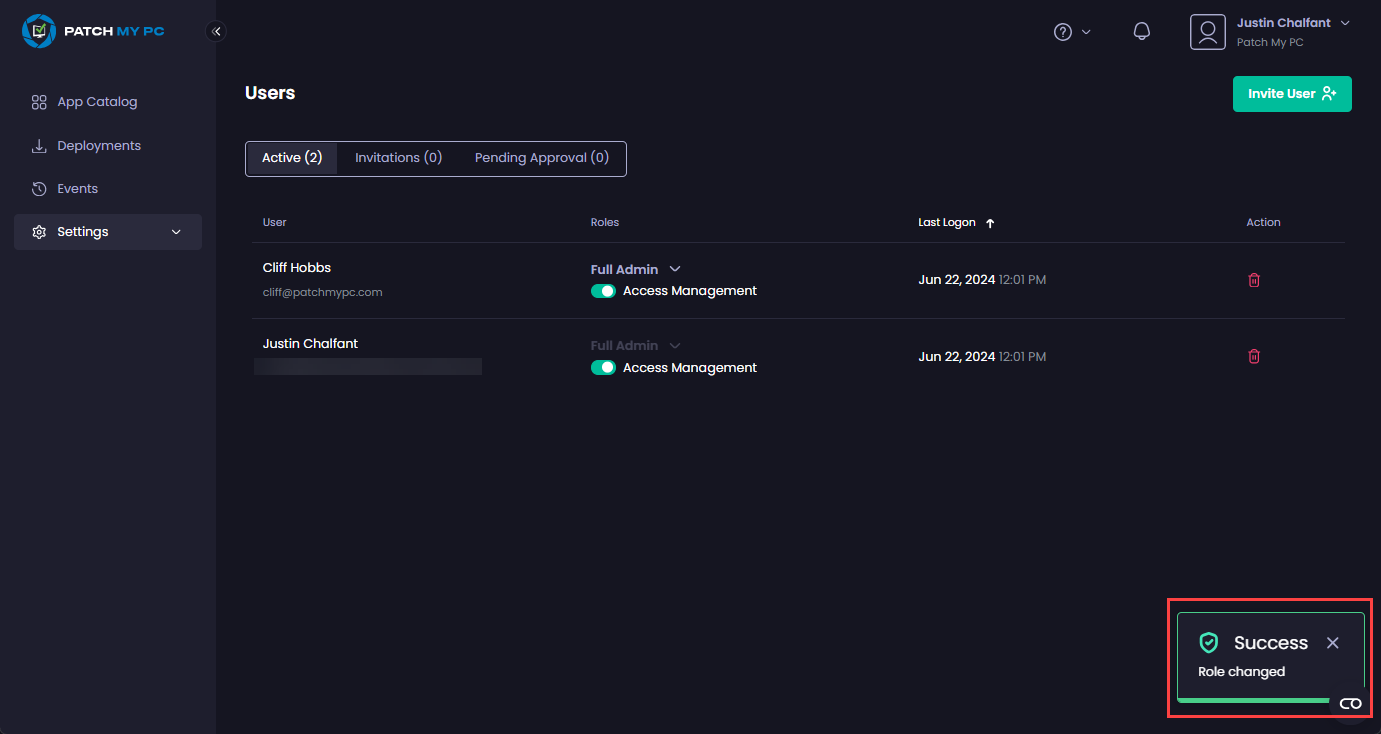 PATCH MY PC
Justin Chalfant
Patch My PC
App Catalog
Deployments
Events
Settings
Users
Invite User
Active (2)
Invitations (0)
Pending Approval (0)
User
Roles
Last Logon
Action
Cliff Hobbs
cliff@patchmypc.com
Full Admin
Access Management
Jun 22, 2024 12:01 PM
Justin Chalfant
Full Admin
Access Management
Jun 22, 2024 12:01 PM
Success
Role changed